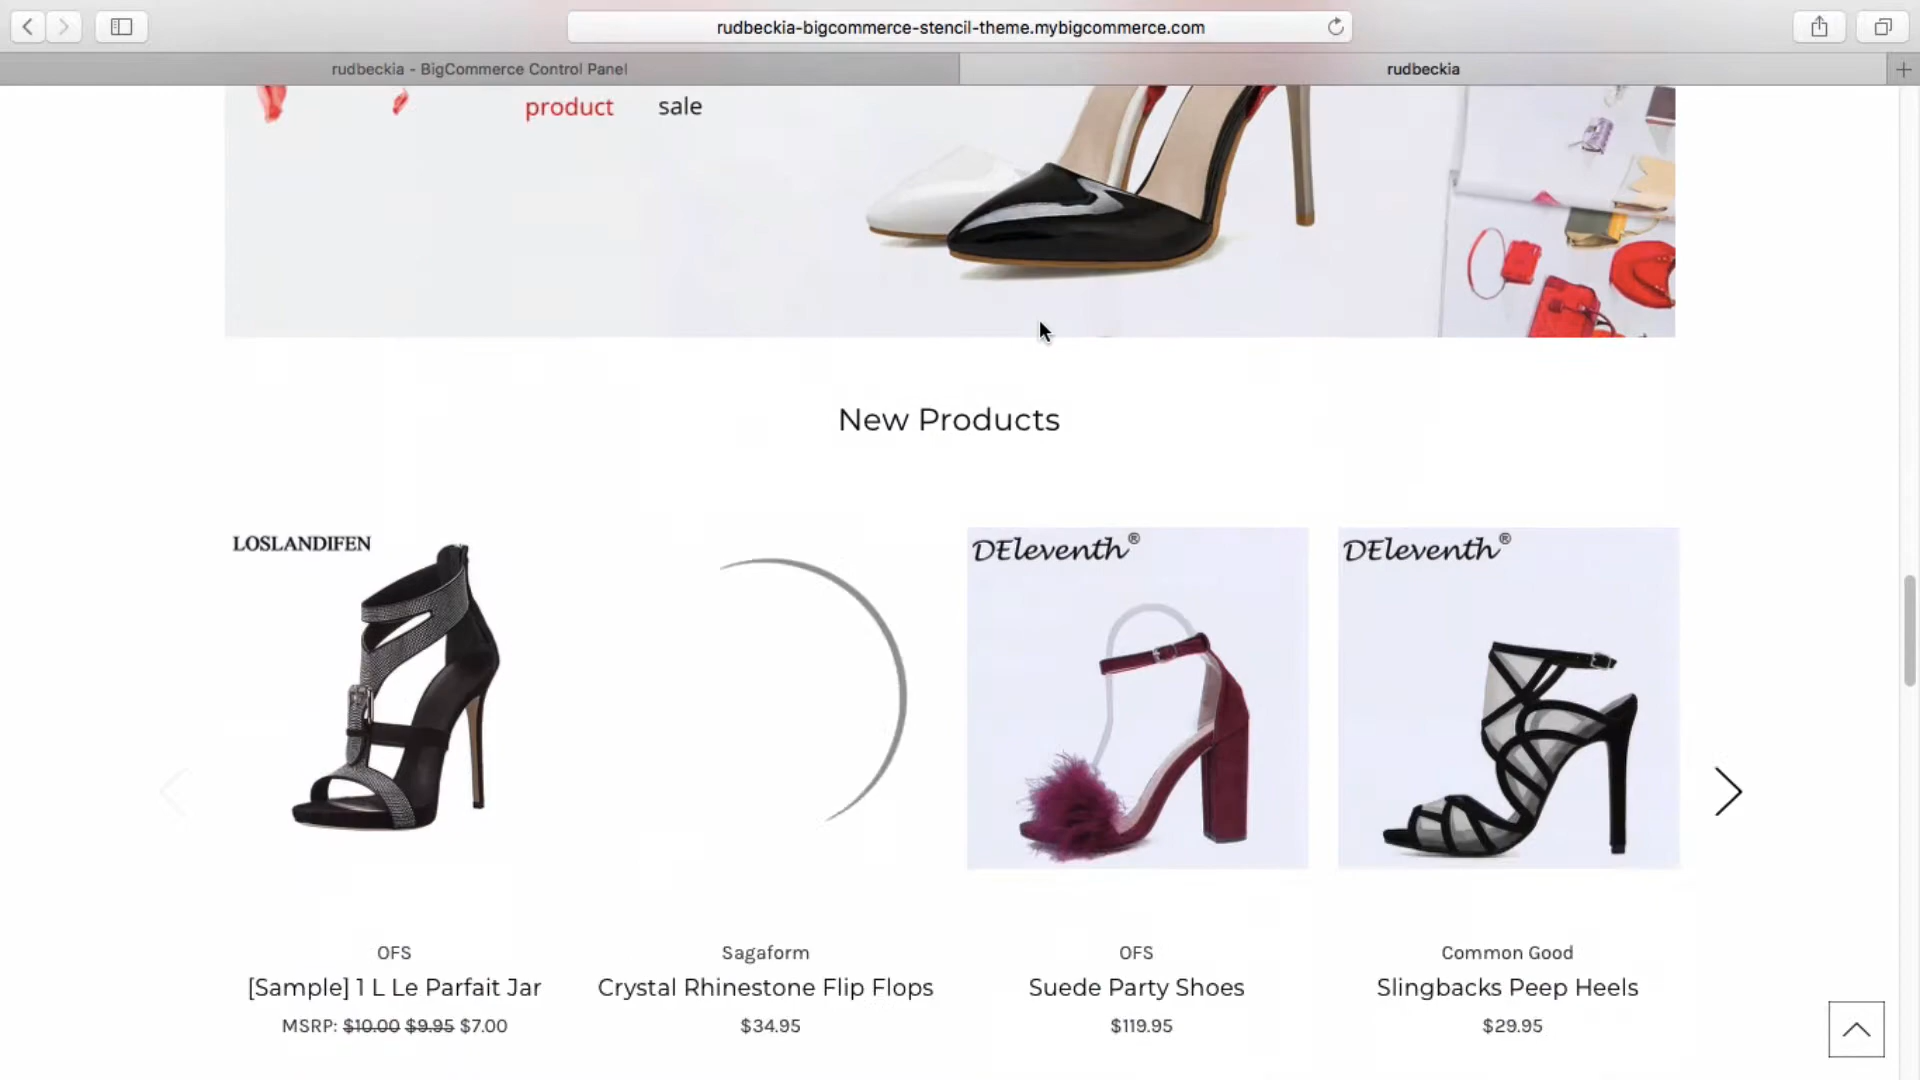 rudbeckia-bigcommerce-stencil-theme.mybigcommerce.com
rudbeckia - BigCommerce Control Panel
rudbeckia
product sale
New Products
LOSLANDIFEN
DEleventh®
DEleventh®
OFS
Sagaform
OFS
Common Good
[Sample] 1 L Le Parfait Jar
Crystal Rhinestone Flip Flops
Suede Party Shoes
Slingbacks Peep Heels
MSRP: $10.00 $9.95 $7.00
$34.95
$119.95
$29.95